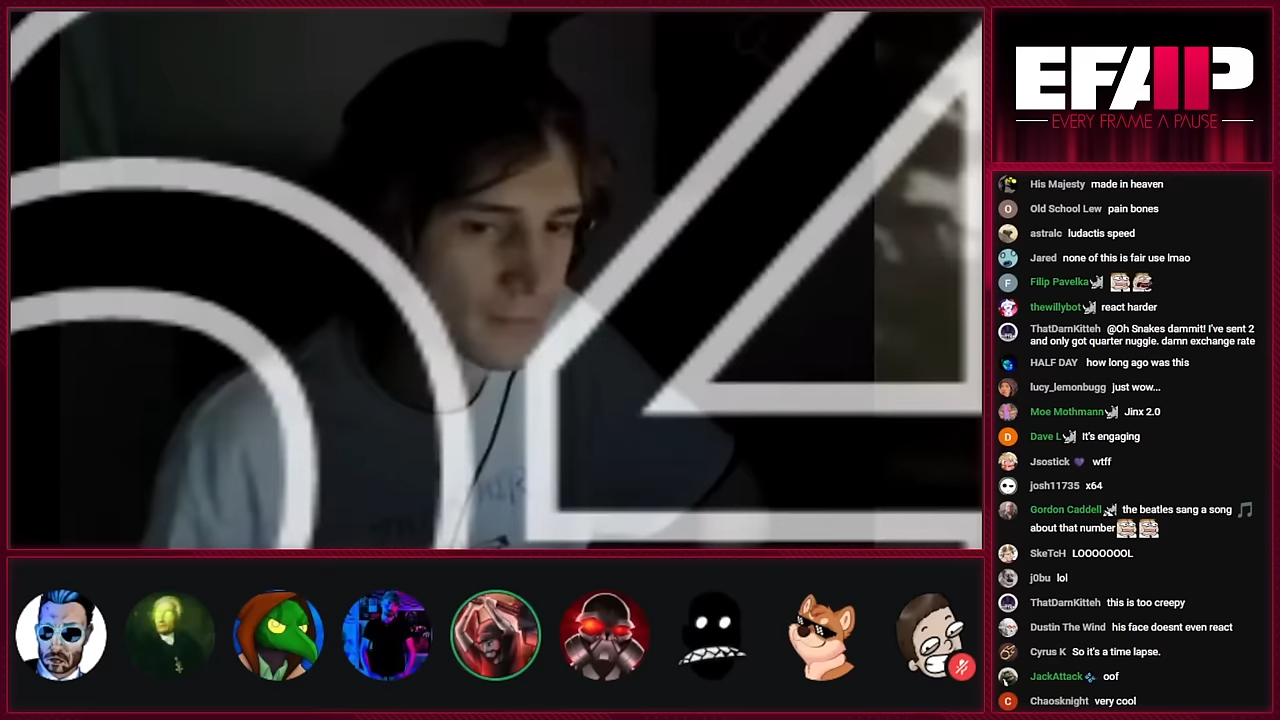 64
EFAP
EVERY FRAME A PAUSE
His Majesty made in heaven
O Old School Lew pain bones
astralc ludactis speed
Jared none of this is fair use lmao
F Filip Pavelka
thewillybot react harder
ThatDarnKitteh @Oh Snakes dammit! I've sent 2
and only got quarter nuggie. damn exchange rate
HALF DAY how long ago was this
lucy_lemonbugg just wow...
Moe Mothmann Jinx 2.0
D Dave L It's engaging
Jsostick 💜 wtff
josh11735 x64
Gordon Caddell the beatles sang a song 🎵
about that number
SkeTcH LOOOOOOOL
j0bu lol
ThatDarnKitteh this is too creepy
Dustin The Wind his face doesnt even react
Cyrus K So it's a time lapse.
JackAttack oof
C Chaosknight very cool